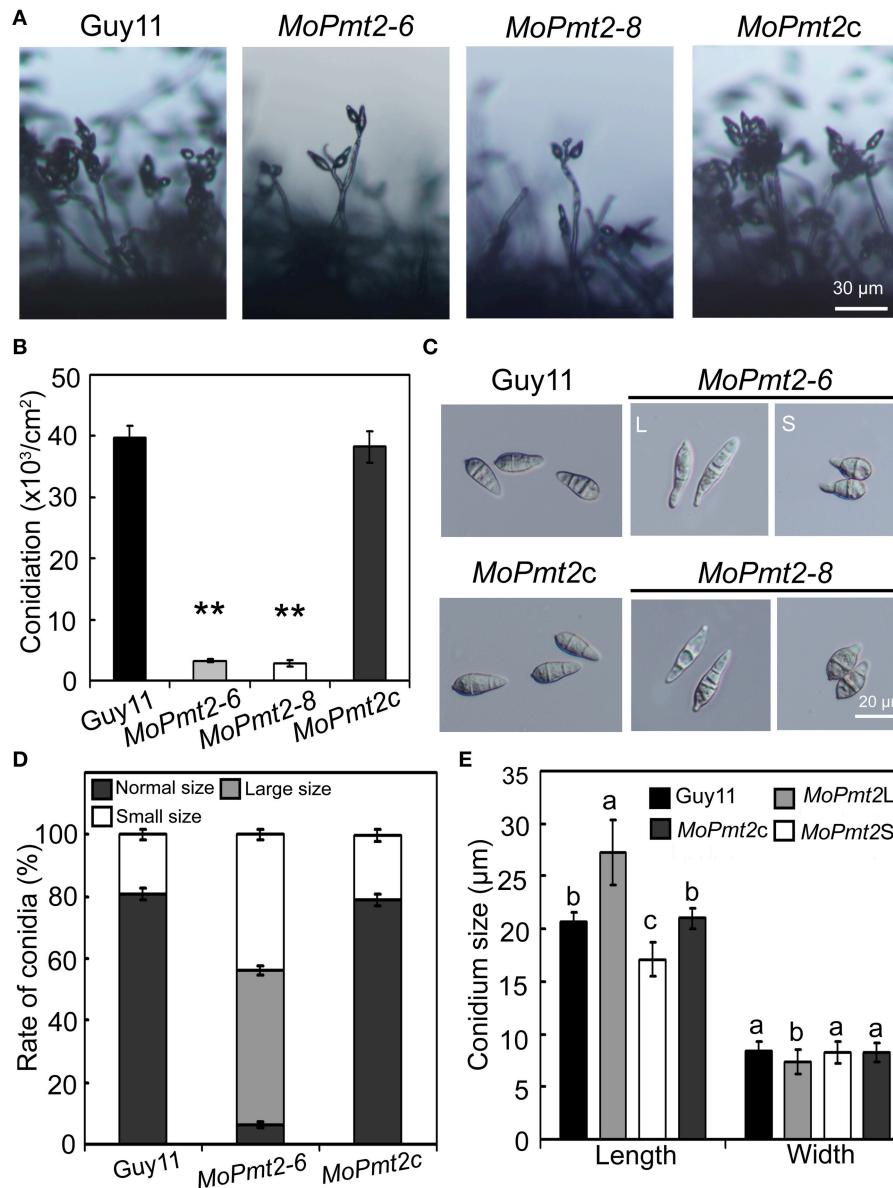 A
Guy11 MoPmt2-6 MoPmt2-8 MoPmt2c
30 µm
B
Conidiation (x10³/cm²)
50
40
30
20
10
0
** **
Guy11 MoPmt2-6 MoPmt2-8 MoPmt2c
C
Guy11 MoPmt2-6
L S
MoPmt2c MoPmt2-8
20 µm
D
Normal size Large size
Small size
Rate of conidia (%)
100
80
60
40
20
0
Guy11 MoPmt2-6 MoPmt2c
E
Conidium size (µm)
35
30
25
20
15
10
5
0
Guy11 MoPmt2L
MoPmt2c MoPmt2S
b a c b
a b a a
Length Width